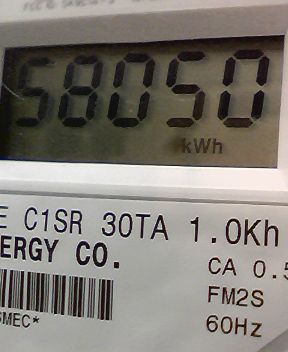 58050
kWh
E C1SR 30TA 1.0Kh
ERGY CO.
CA 0.5
FM2S
SMEC*
60Hz